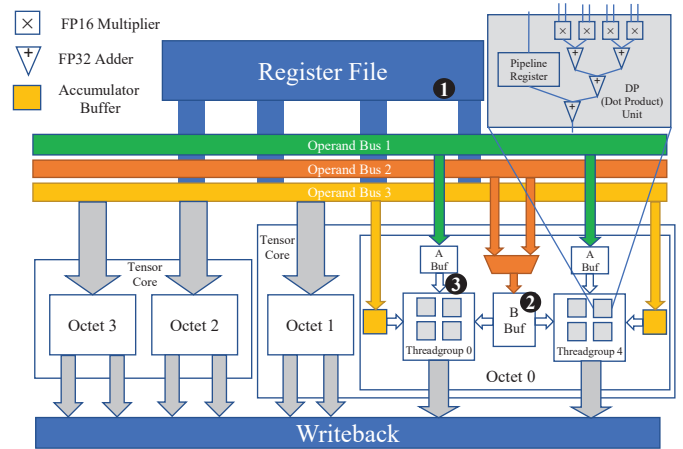 ×
FP16 Multiplier
+
FP32 Adder
Accumulator
Buffer
Register File
1
× × × ×
+ +
+
+
Pipeline
Register
DP
(Dot Product)
Unit
Operand Bus 1
Operand Bus 2
Operand Bus 3
Tensor
Core
Octet 3
Octet 2
Tensor
Core
Octet 1
A
Buf
3
2
B
Buf
A
Buf
Threadgroup 0
Threadgroup 4
Octet 0
Writeback